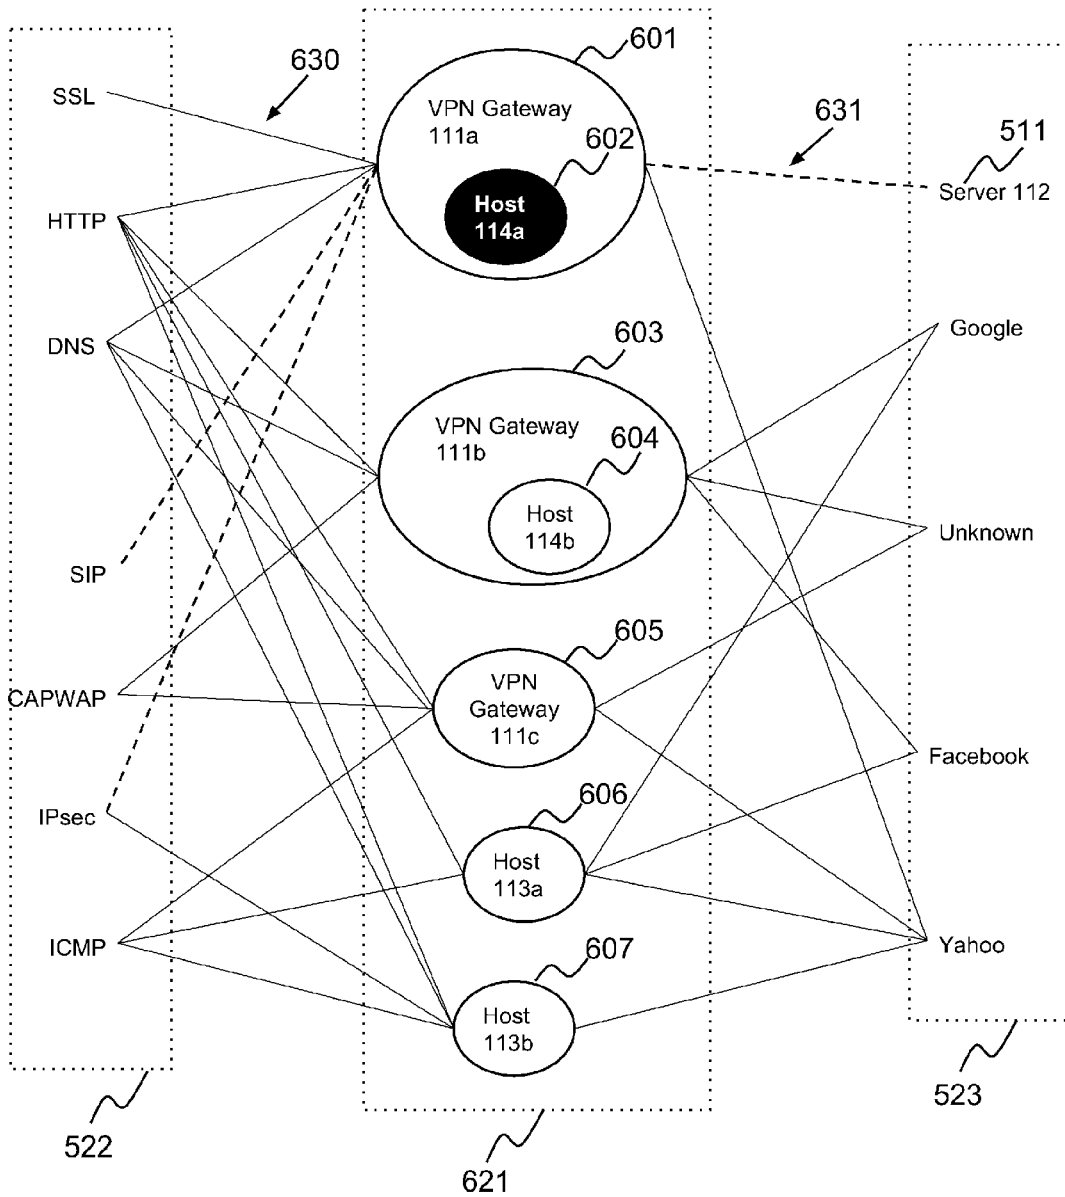 601
630
SSL
VPN Gateway
111a
602
631
511
Host
114a
Server 112
HTTP
DNS
603
Google
VPN Gateway
111b
604
Host
114b
Unknown
SIP
605
CAPWAP
VPN
Gateway
111c
Facebook
606
IPsec
Host
113a
ICMP
607
Yahoo
Host
113b
523
522
621